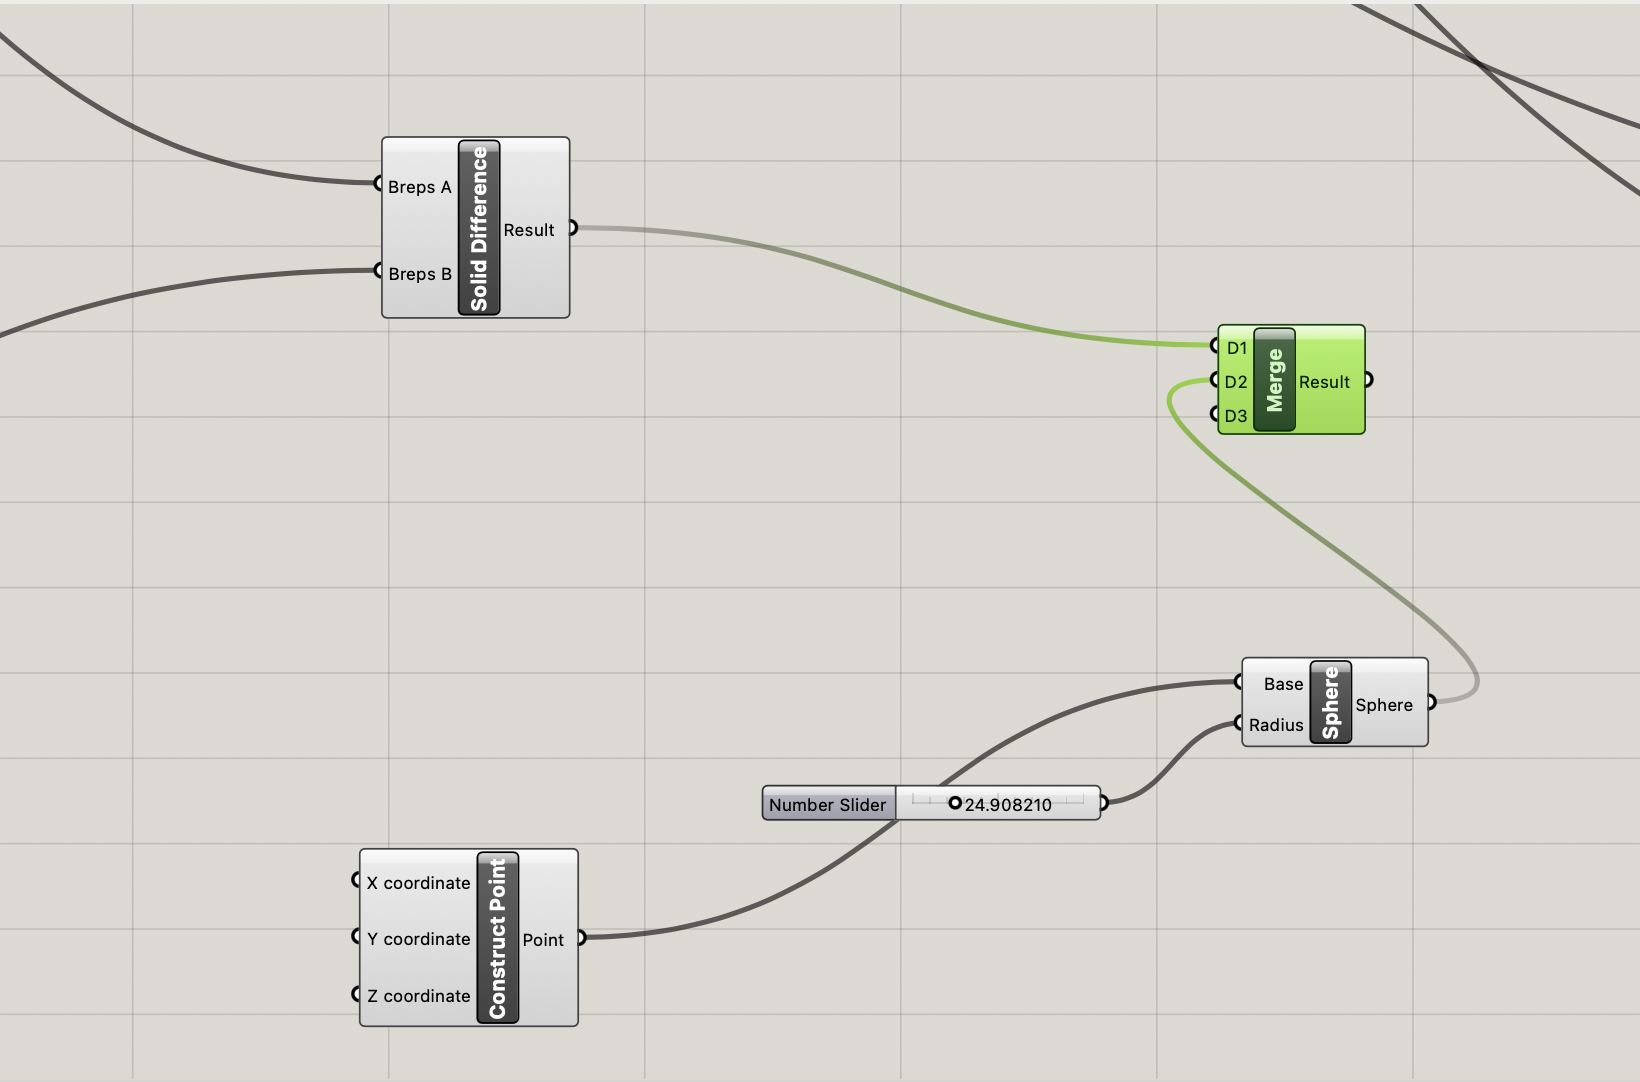 Breps A
Breps B
Solid Difference
Result
D1
D2
D3
Merge
Result
Base
Radius
Sphere
Sphere
Number Slider
24.908210
X coordinate
Y coordinate
Z coordinate
Construct Point
Point